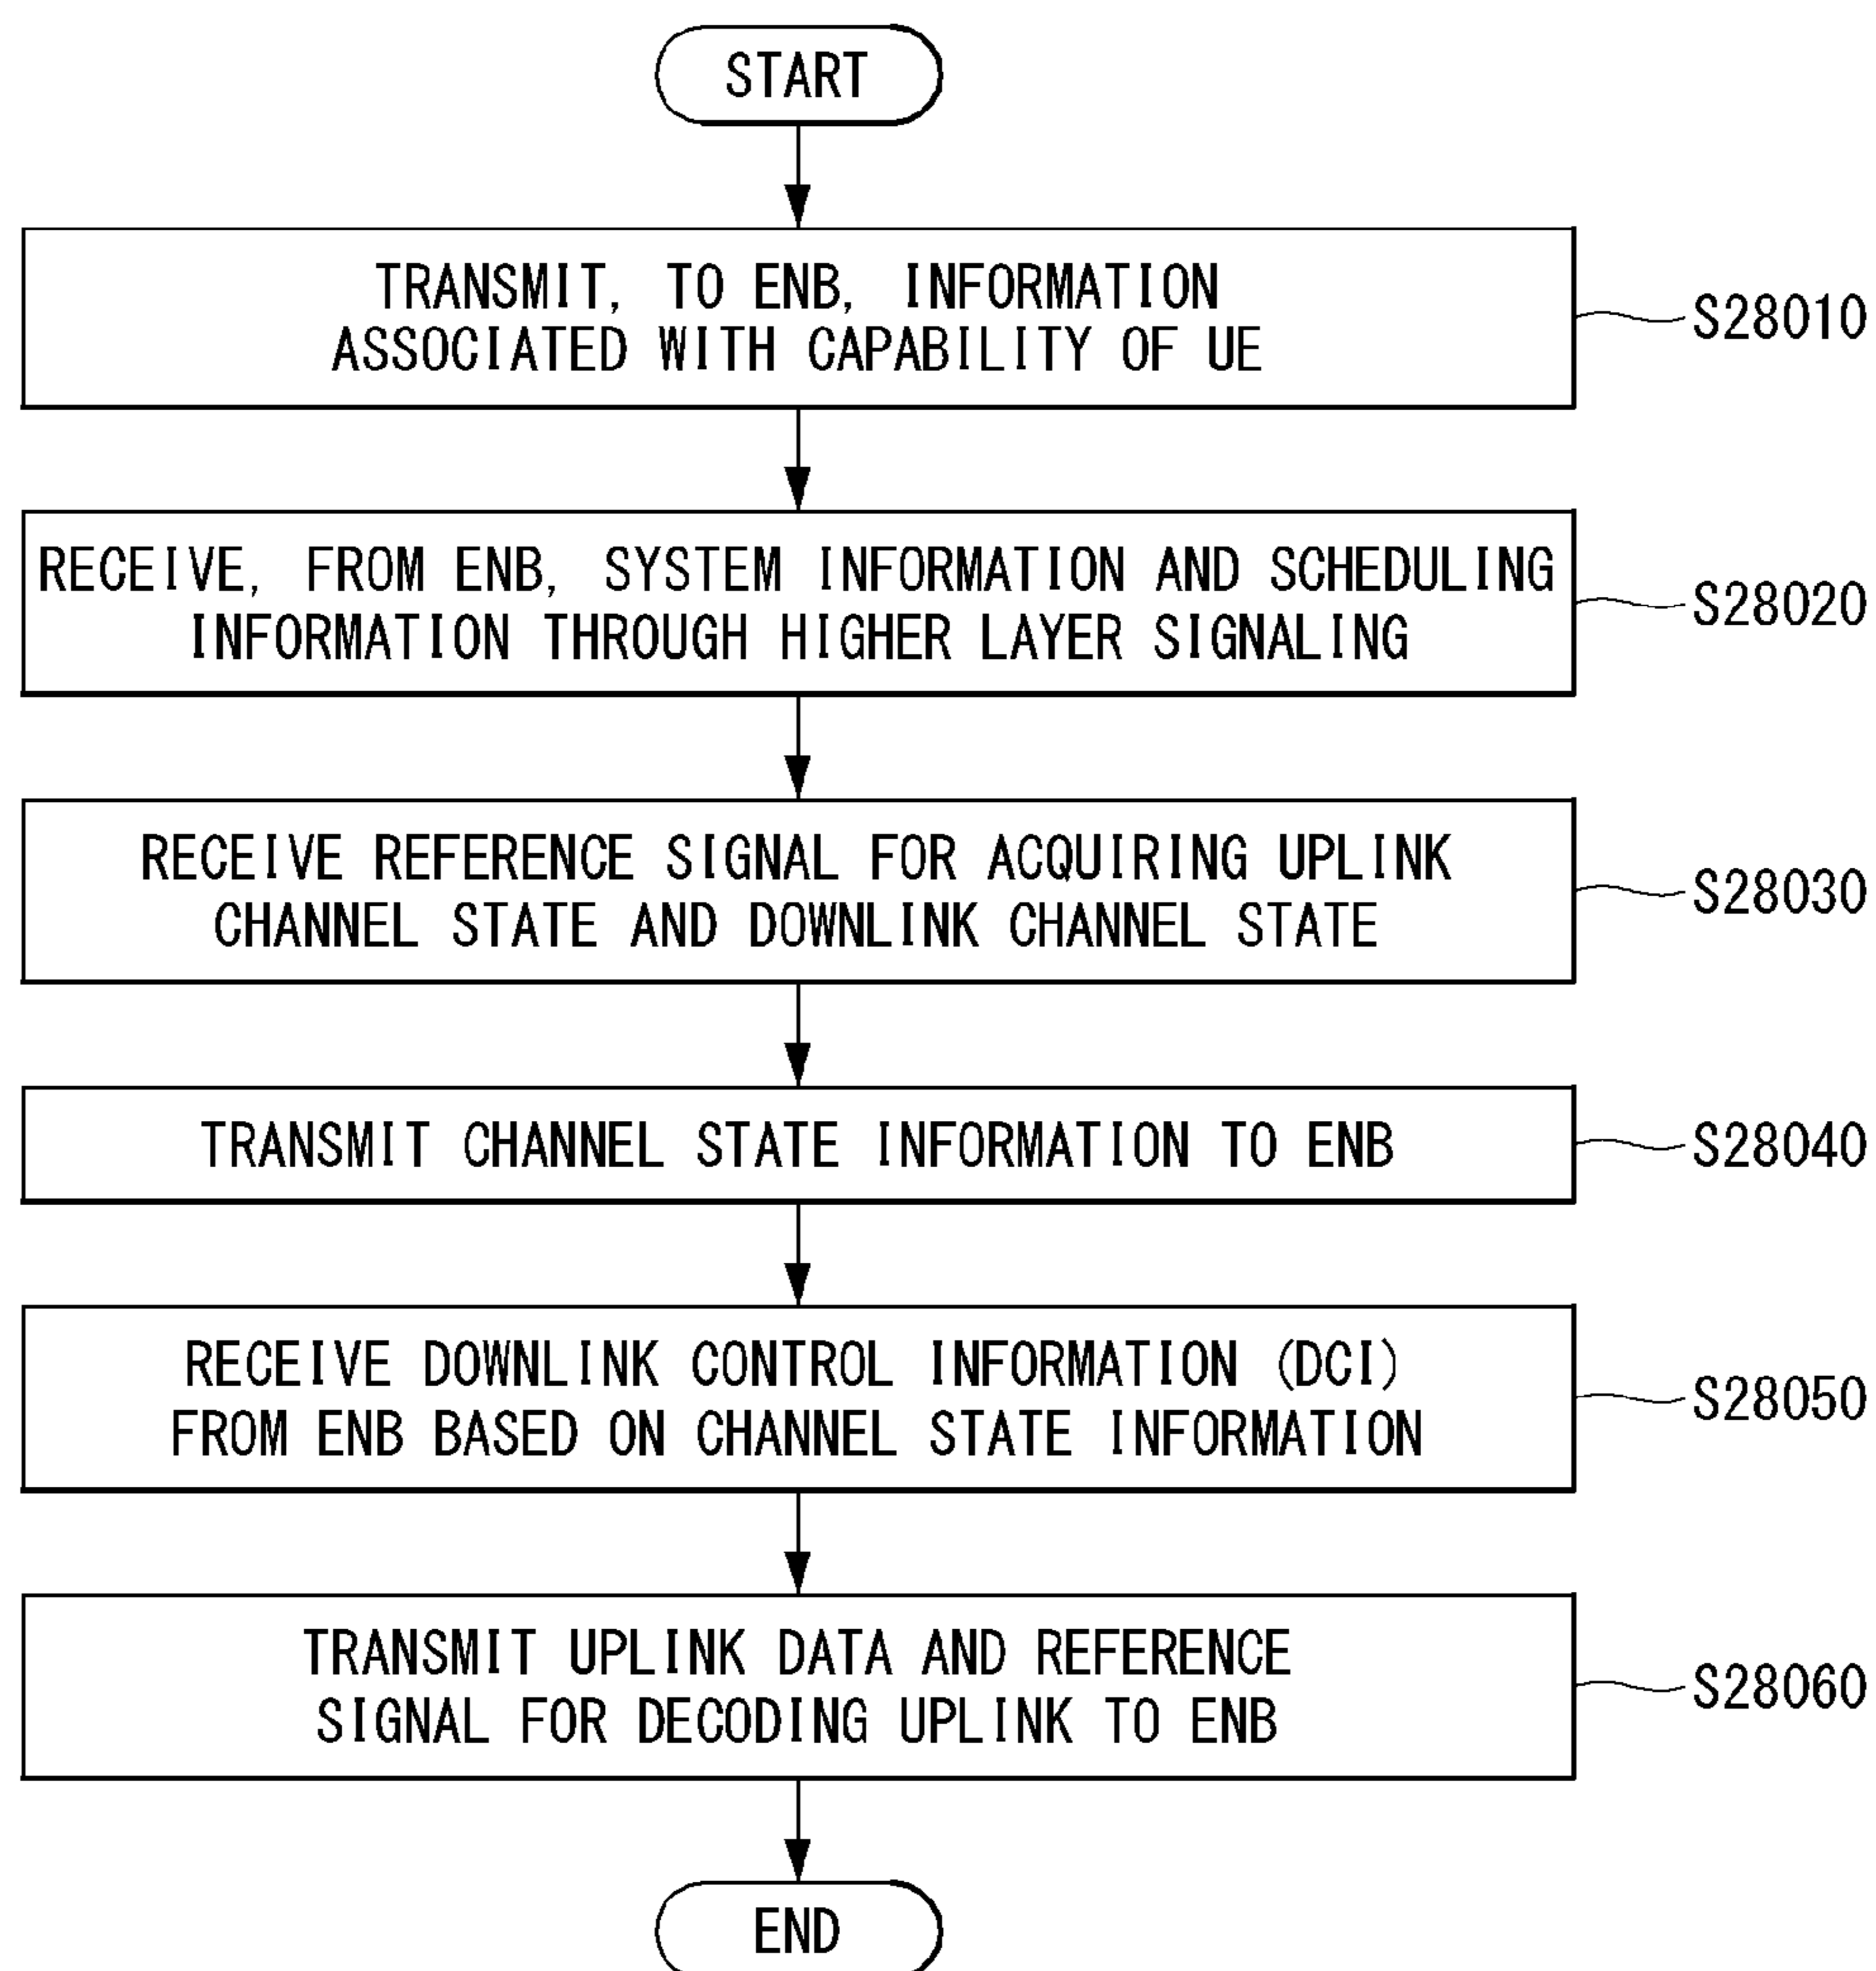 START
TRANSMIT, TO ENB, INFORMATION
ASSOCIATED WITH CAPABILITY OF UE
S28010
RECEIVE, FROM ENB, SYSTEM INFORMATION AND SCHEDULING
INFORMATION THROUGH HIGHER LAYER SIGNALING
S28020
RECEIVE REFERENCE SIGNAL FOR ACQUIRING UPLINK
CHANNEL STATE AND DOWNLINK CHANNEL STATE
S28030
TRANSMIT CHANNEL STATE INFORMATION TO ENB
S28040
RECEIVE DOWNLINK CONTROL INFORMATION (DCI)
FROM ENB BASED ON CHANNEL STATE INFORMATION
S28050
TRANSMIT UPLINK DATA AND REFERENCE
SIGNAL FOR DECODING UPLINK TO ENB
S28060
END